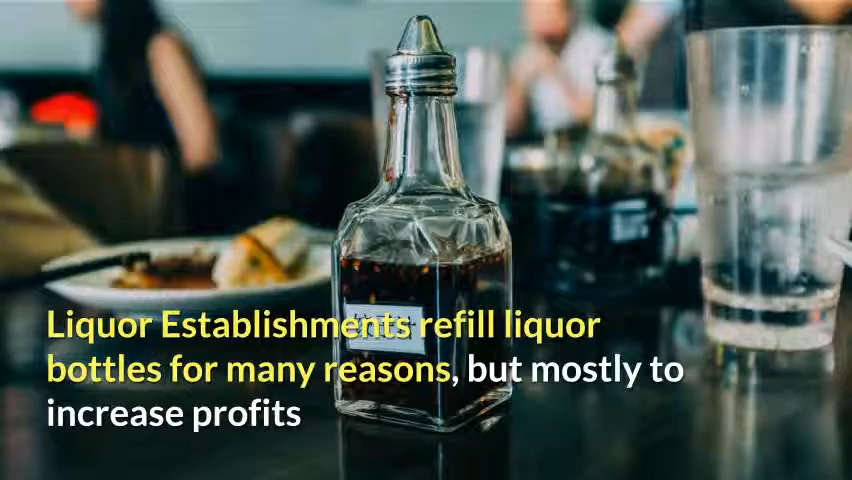 Liquor Establishments refill liquor
bottles for many reasons, but mostly to
increase profits